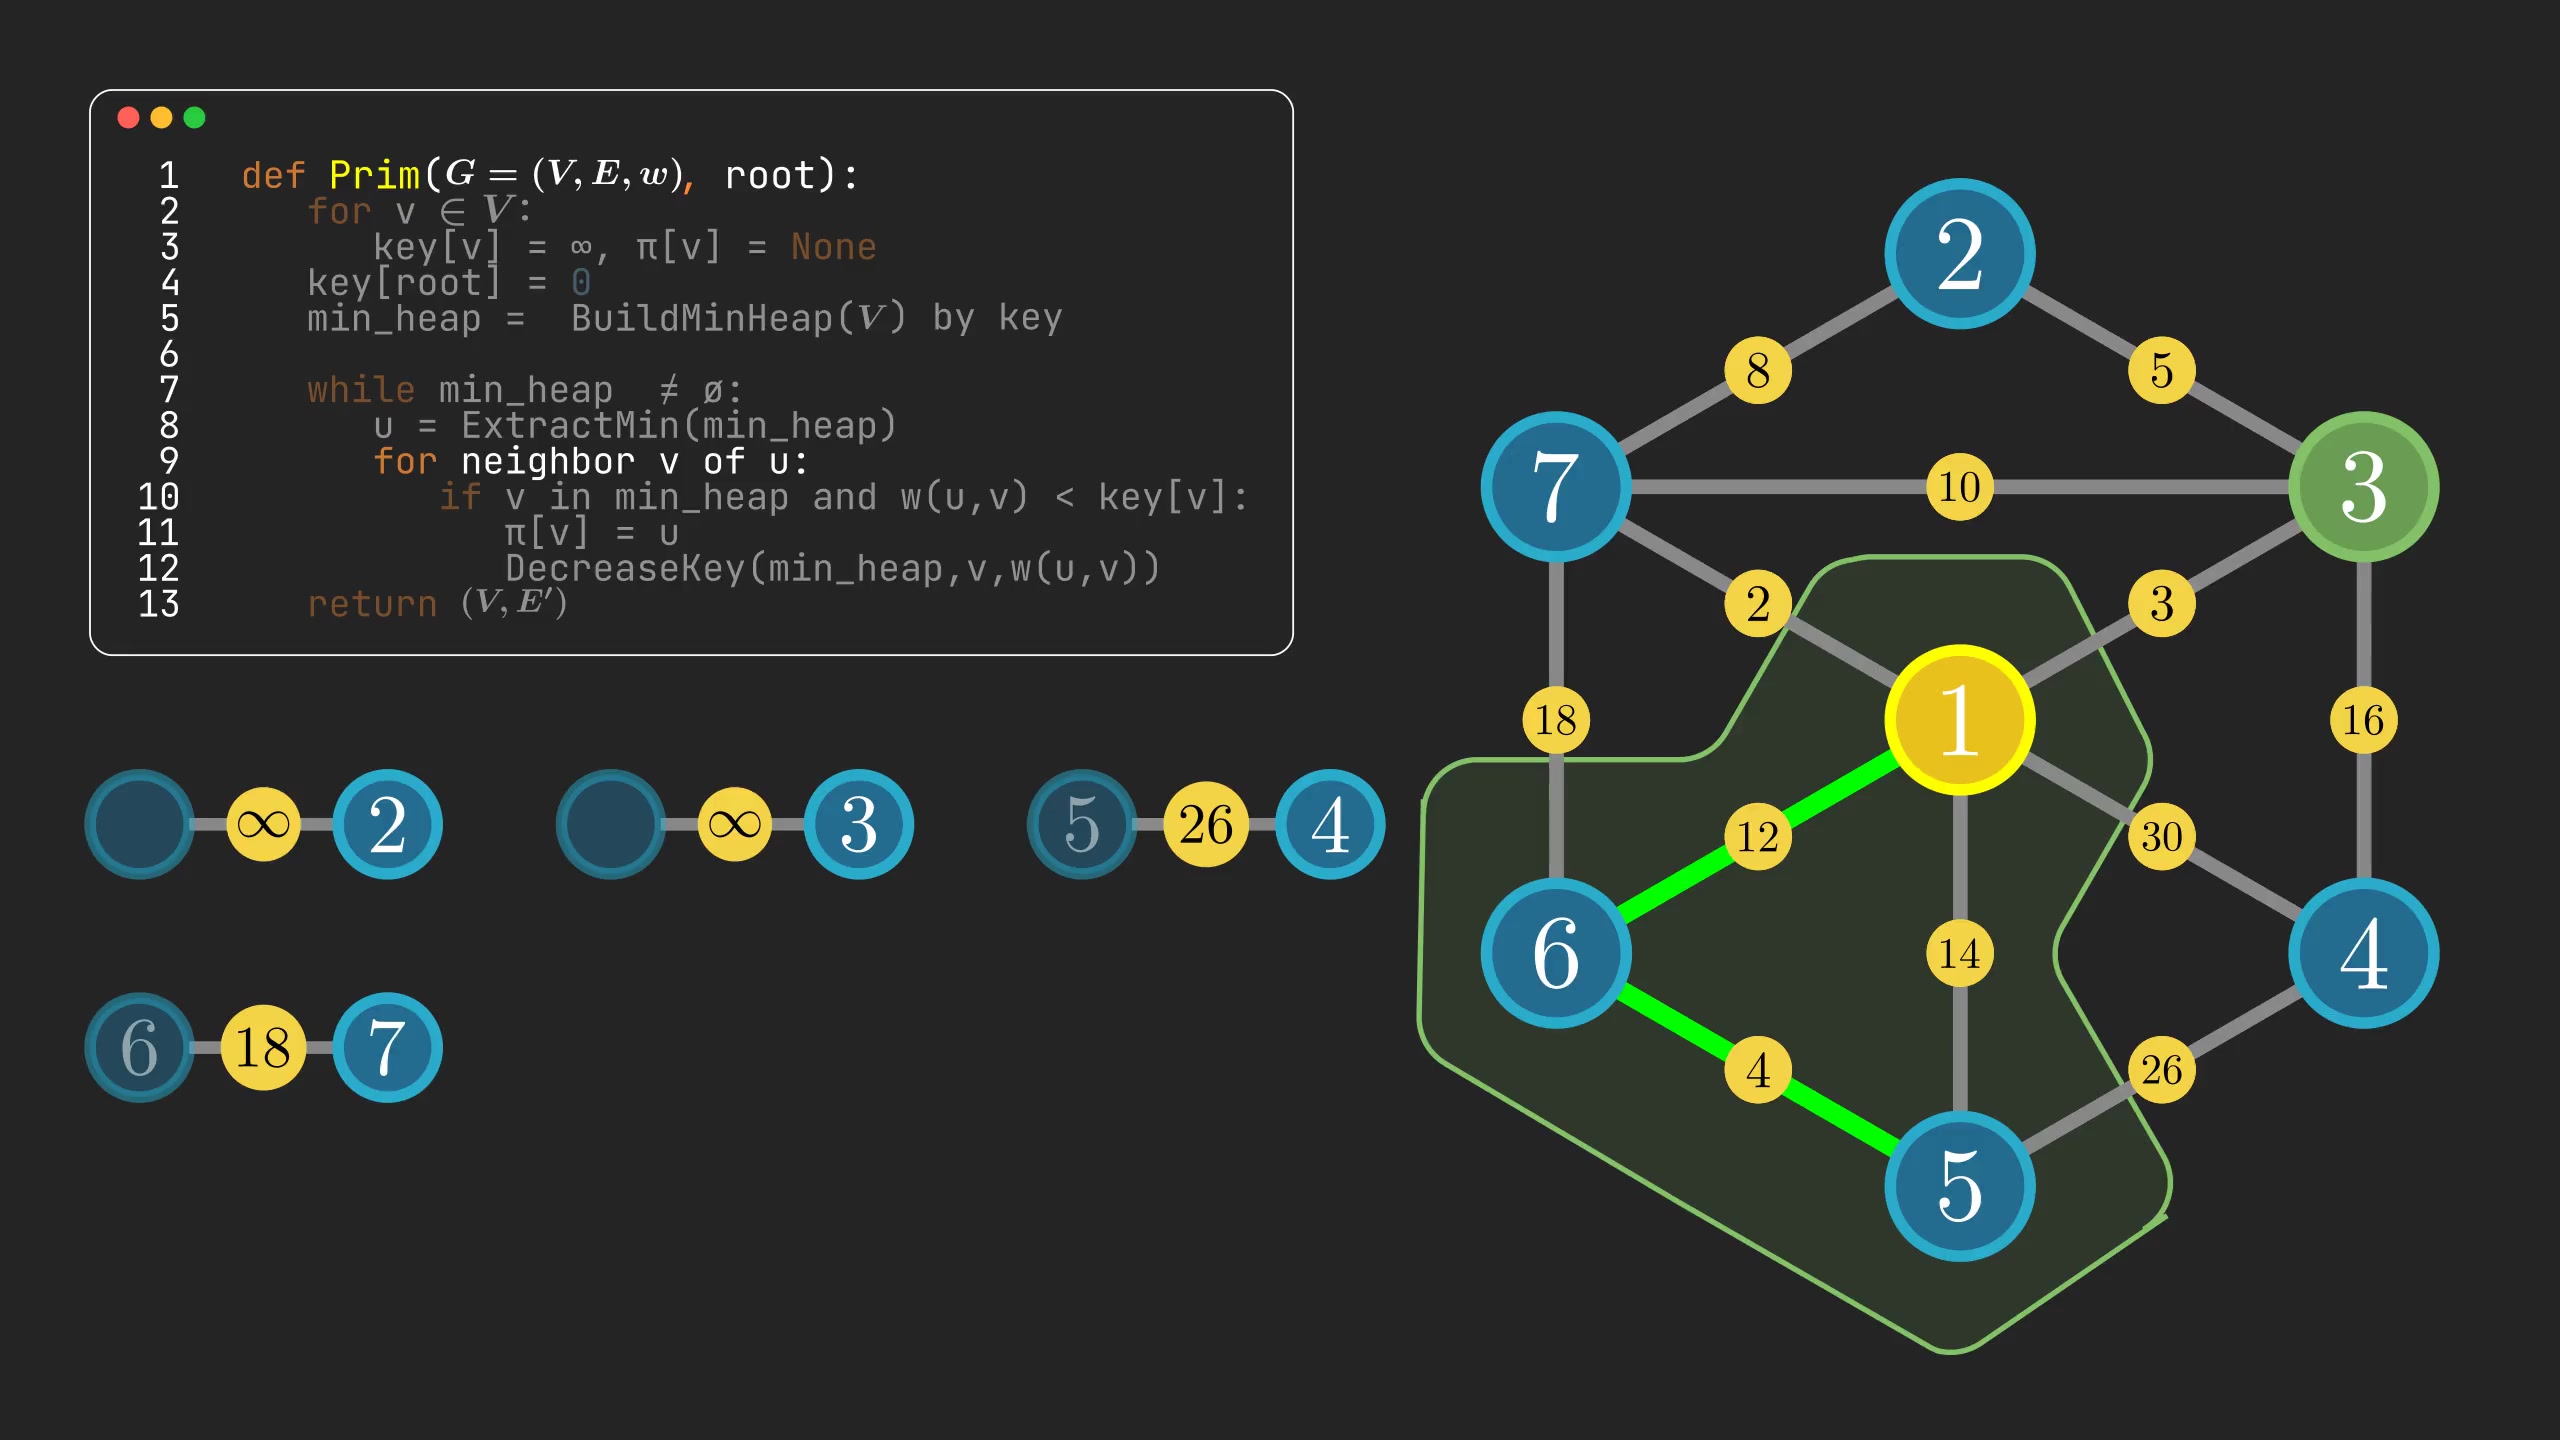 1 def Prim(G = (V, E, w), root):
2 for v ∈ V:
3 key[v] = ∞, π[v] = None
4 key[root] = 0
5 min_heap = BuildMinHeap(V) by key
6
7 while min_heap ≠ ø:
8 u = ExtractMin(min_heap)
9 for neighbor v of u:
10 if v in min_heap and w(u,v) < key[v]:
11 π[v] = u
12 DecreaseKey(min_heap,v,w(u,v))
13 return (V, E′)
∞ 2
∞ 3
5 26 4
6 18 7
2
8 5
7 10 3
2 3
18 1 16
12 30
6 14 4
4 26
5